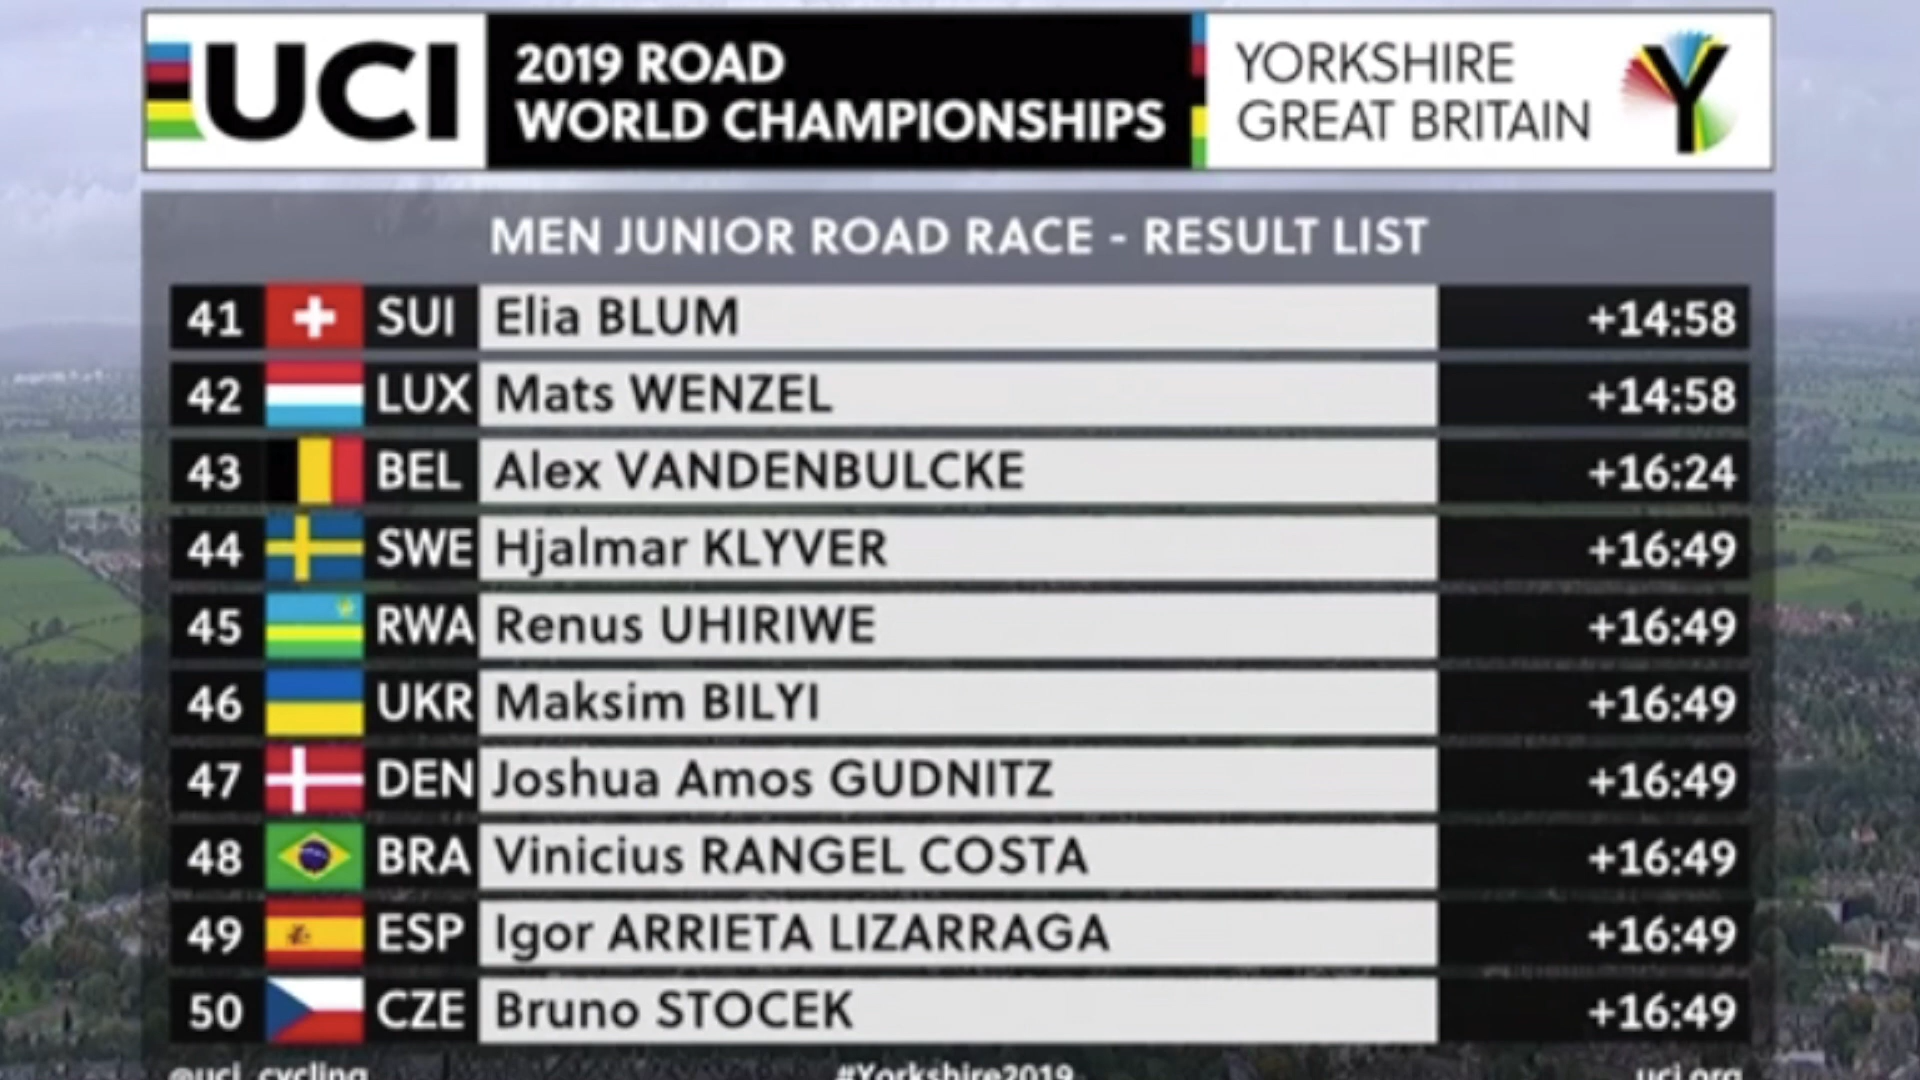 UCI
2019 ROAD
WORLD CHAMPIONSHIPS
YORKSHIRE
GREAT BRITAIN
Y
MEN JUNIOR ROAD RACE - RESULT LIST
41 SUI Elia BLUM +14:58
42 LUX Mats WENZEL +14:58
43 BEL Alex VANDENBULCKE +16:24
44 SWE Hjalmar KLYVER +16:49
45 RWA Renus UHIRIWE +16:49
46 UKR Maksim BILYI +16:49
47 DEN Joshua Amos GUDNITZ +16:49
48 BRA Vinicius RANGEL COSTA +16:49
49 ESP Igor ARRIETA LIZARRAGA +16:49
50 CZE Bruno STOCEK +16:49
@uci_cycling #Yorkshire2019 uci.org